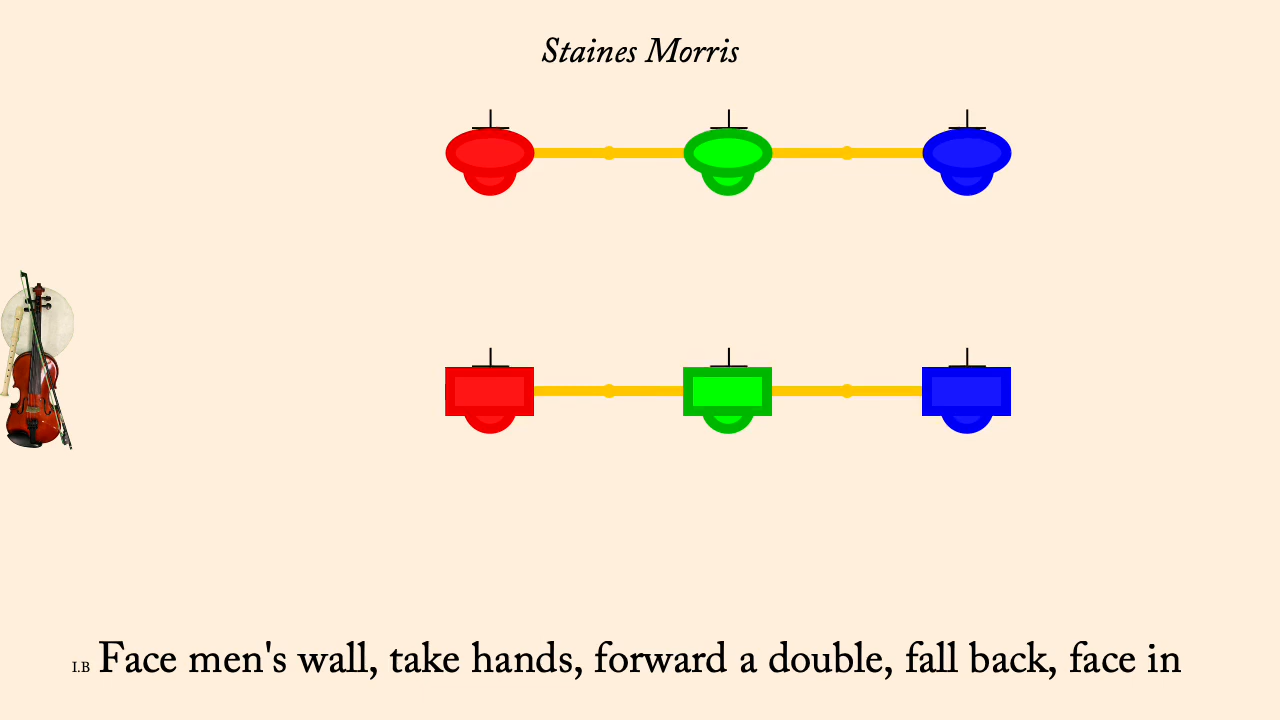 Staines Morris
I.B Face men's wall, take hands, forward a double, fall back, face in